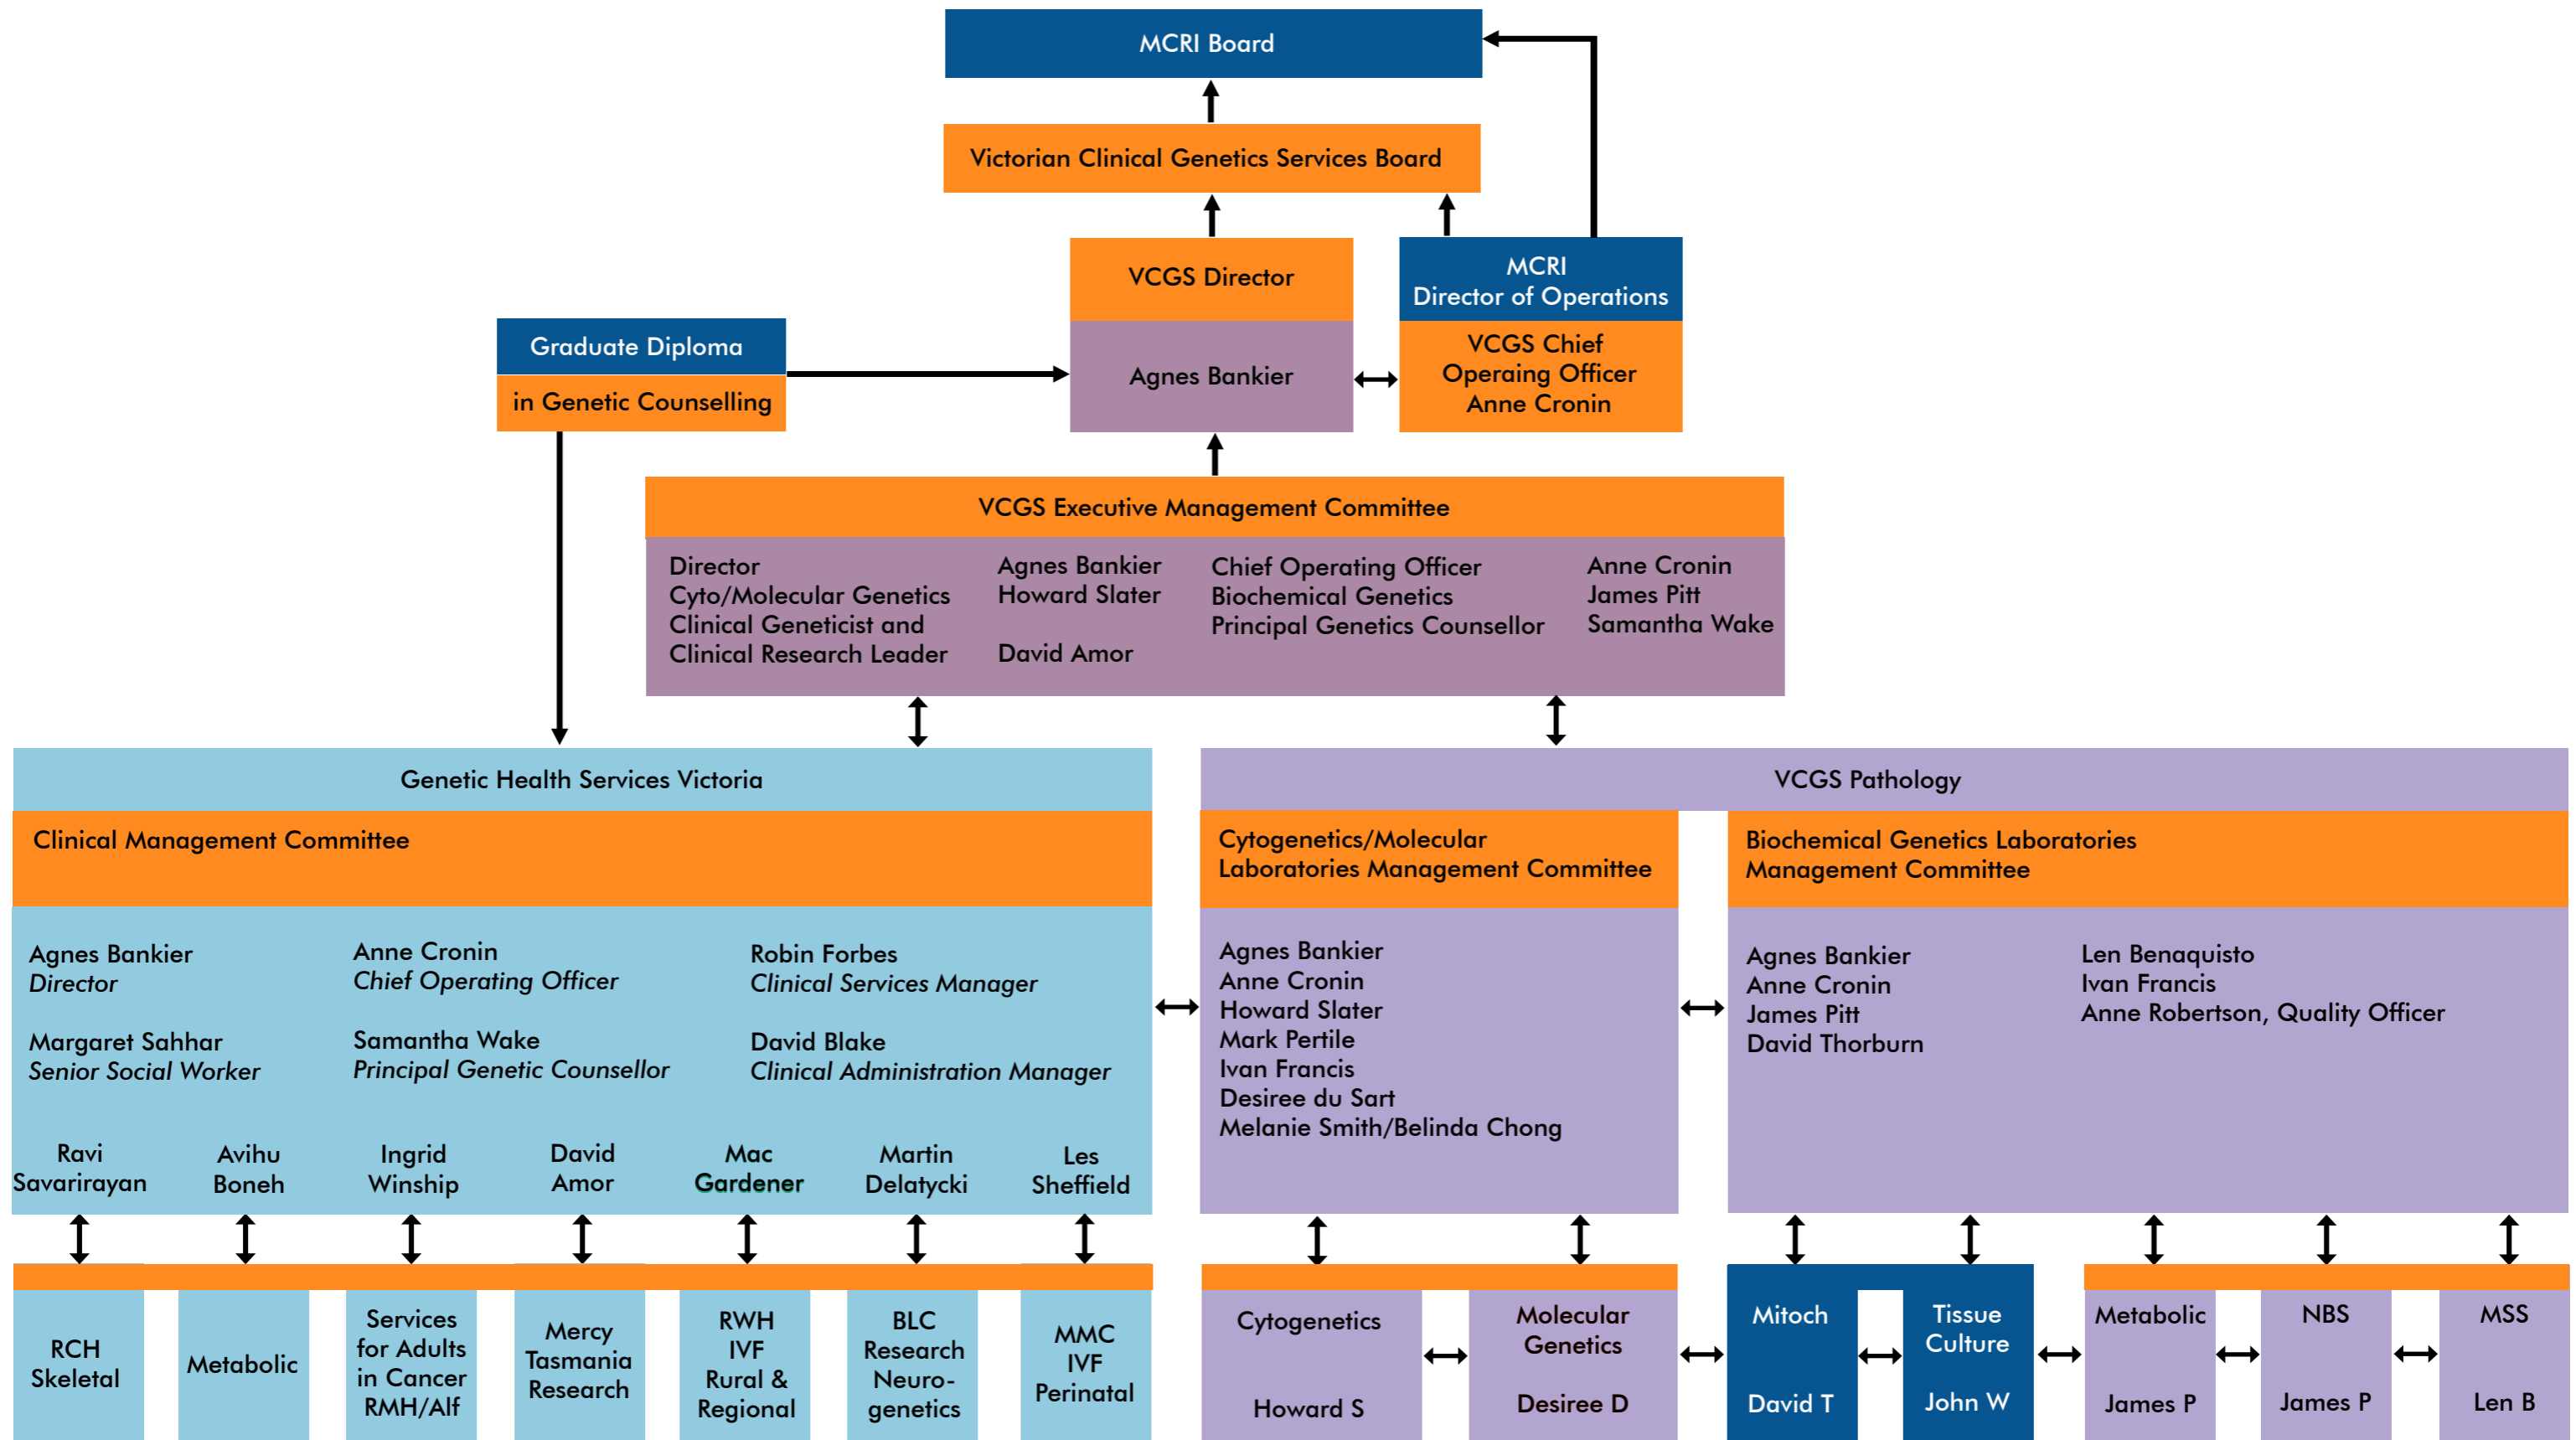 MCRI Board
Victorian Clinical Genetics Services Board
VCGS Director
Agnes Bankier
MCRI
Director of Operations
VCGS Chief
Operaing Officer
Anne Cronin
Graduate Diploma
in Genetic Counselling
VCGS Executive Management Committee
Director
Cyto/Molecular Genetics
Clinical Geneticist and
Clinical Research Leader
Agnes Bankier
Howard Slater
David Amor
Chief Operating Officer
Biochemical Genetics
Principal Genetics Counsellor
Anne Cronin
James Pitt
Samantha Wake
Genetic Health Services Victoria
Clinical Management Committee
Agnes Bankier
Director
Anne Cronin
Chief Operating Officer
Robin Forbes
Clinical Services Manager
Margaret Sahhar
Senior Social Worker
Samantha Wake
Principal Genetic Counsellor
David Blake
Clinical Administration Manager
Ravi
Savarirayan
Avihu
Boneh
Ingrid
Winship
David
Amor
Mac
Gardener
Martin
Delatycki
Les
Sheffield
RCH
Skeletal
Metabolic
Services
for Adults
in Cancer
RMH/Alf
Mercy
Tasmania
Research
RWH
IVF
Rural &
Regional
BLC
Research
Neuro-
genetics
MMC
IVF
Perinatal
VCGS Pathology
Cytogenetics/Molecular
Laboratories Management Committee
Agnes Bankier
Anne Cronin
Howard Slater
Mark Pertile
Ivan Francis
Desiree du Sart
Melanie Smith/Belinda Chong
Biochemical Genetics Laboratories
Management Committee
Agnes Bankier
Anne Cronin
James Pitt
David Thorburn
Len Benaquisto
Ivan Francis
Anne Robertson, Quality Officer
Cytogenetics
Howard S
Molecular
Genetics
Desiree D
Mitoch
David T
Tissue
Culture
John W
Metabolic
James P
NBS
James P
MSS
Len B